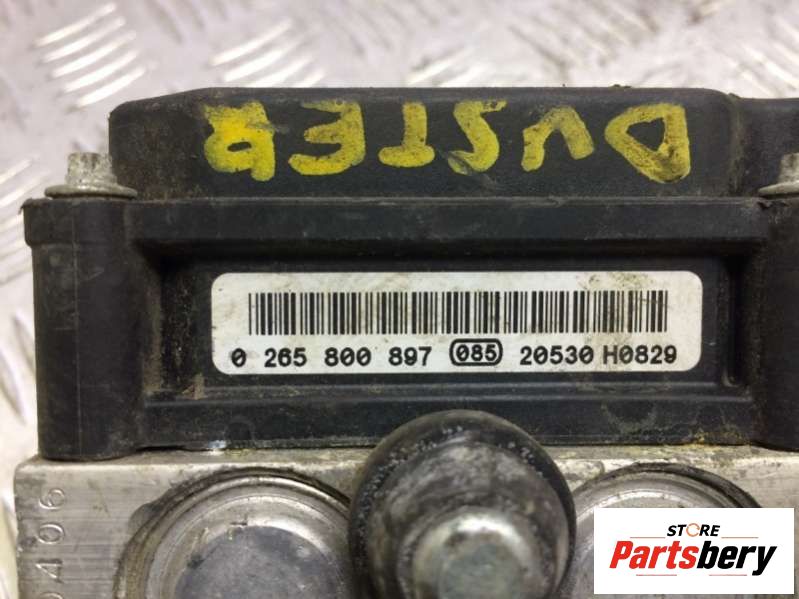 DUSTER
0 265 800 897 085 20530 H0829
0406
STORE
Partsbery